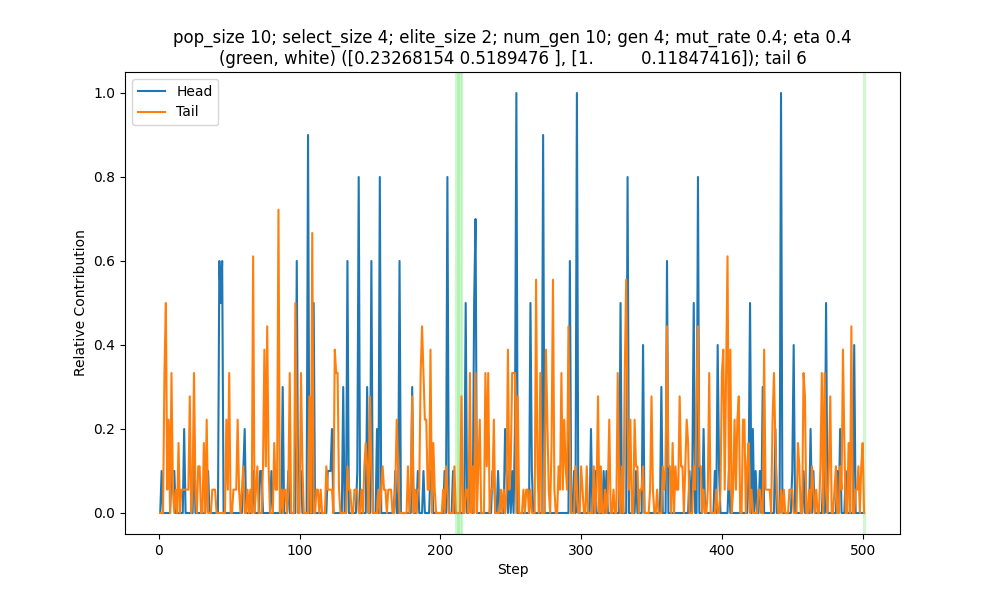 pop_size 10; select_size 4; elite_size 2; num_gen 10; gen 4; mut_rate 0.4; eta 0.4
(green, white) ([0.23268154 0.5189476 ], [1.         0.11847416]); tail 6
Head
Tail
1.0
0.8
0.6
0.4
0.2
0.0
Relative Contribution
0 100 200 300 400 500
Step